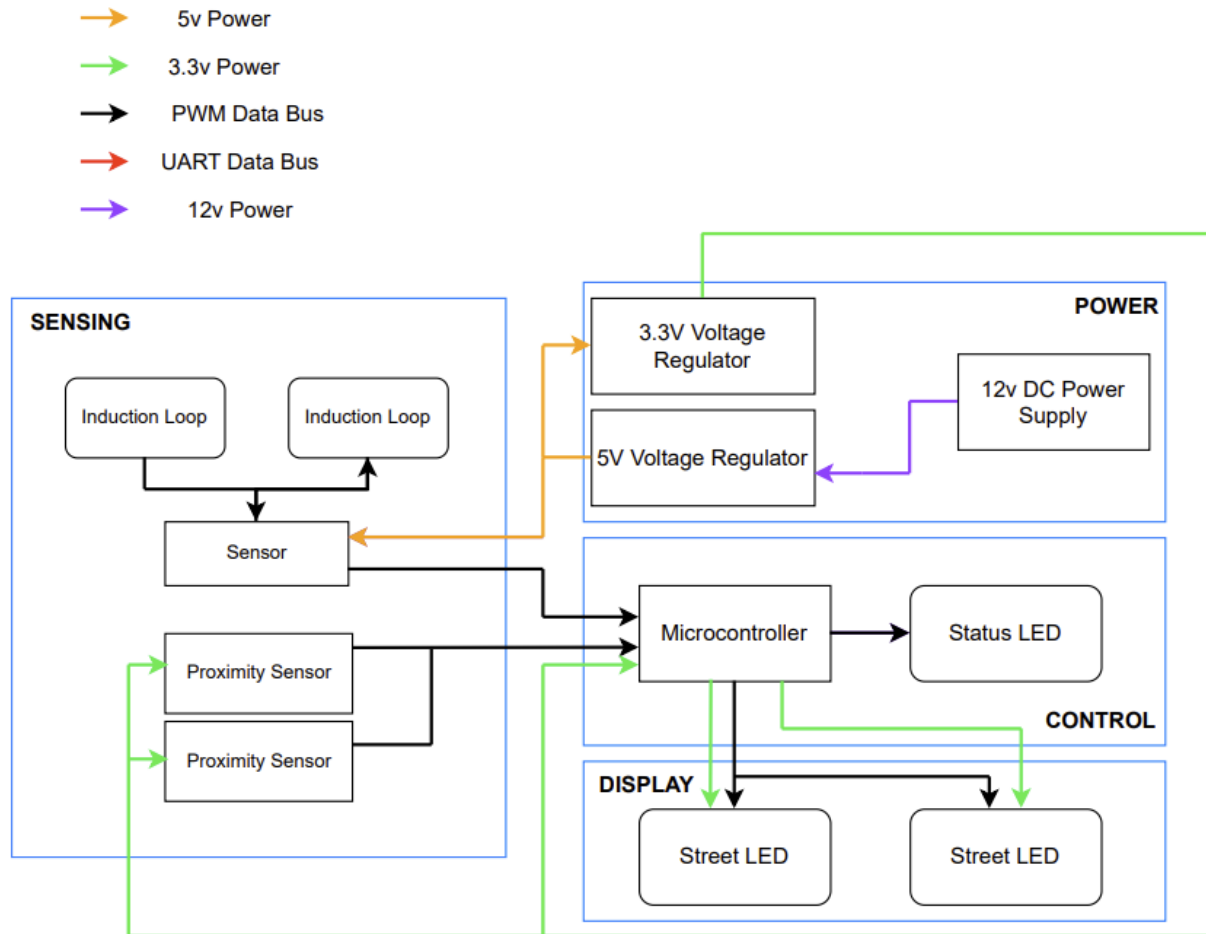 5v Power
3.3v Power
PWM Data Bus
UART Data Bus
12v Power
SENSING
Induction Loop
Induction Loop
Sensor
Proximity Sensor
Proximity Sensor
POWER
3.3V Voltage
Regulator
12v DC Power
Supply
5V Voltage Regulator
Microcontroller
Status LED
CONTROL
DISPLAY
Street LED
Street LED